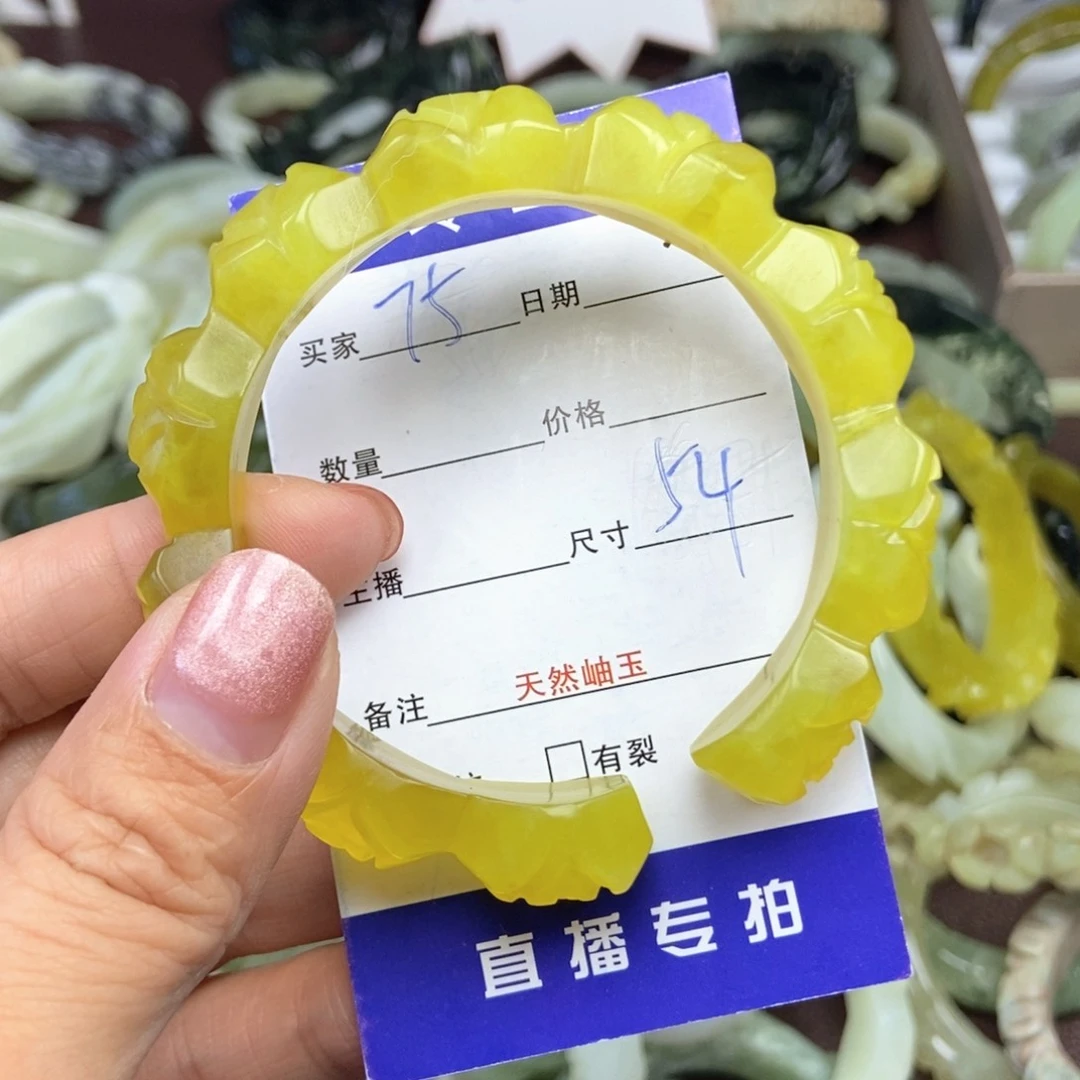 买家 75 日期
数量 价格
主播 尺寸 54
备注 天然岫玉
有裂
直播专拍